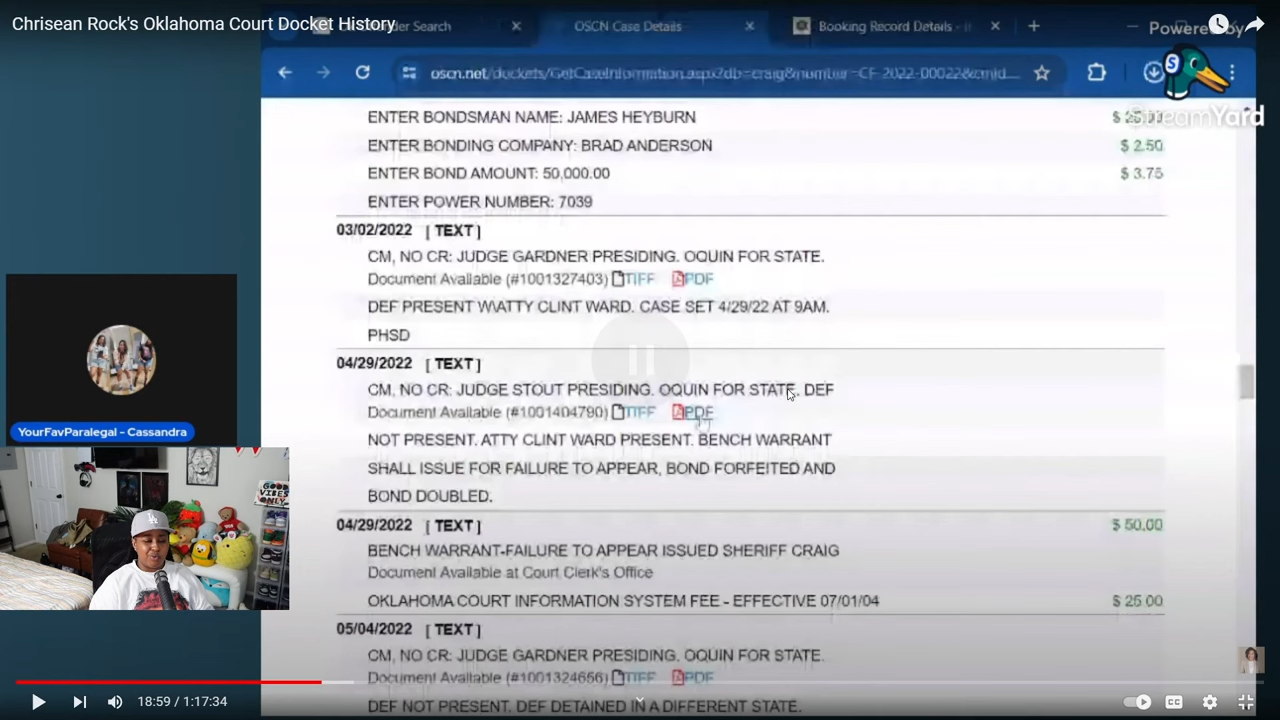 Chrisean Rock's Oklahoma Court Docket History
Search
OSCN Case Details
Booking Record Details
Powered by
StreamYard
oscn.net/dockets/GetCaseInformation.aspx?db=craig&number=CF-2022-00022&cmid...
ENTER BONDSMAN NAME: JAMES HEYBURN
ENTER BONDING COMPANY: BRAD ANDERSON $ 2.50
ENTER BOND AMOUNT: 50,000.00 $ 3.75
ENTER POWER NUMBER: 7039
03/02/2022 [ TEXT ]
CM, NO CR: JUDGE GARDNER PRESIDING. OQUIN FOR STATE.
Document Available (#1001327403) TIFF PDF
DEF PRESENT W/ATTY CLINT WARD. CASE SET 4/29/22 AT 9AM.
PHSD
04/29/2022 [ TEXT ]
CM, NO CR: JUDGE STOUT PRESIDING. OQUIN FOR STATE. DEF
Document Available (#1001404790) TIFF PDF
NOT PRESENT. ATTY CLINT WARD PRESENT. BENCH WARRANT
SHALL ISSUE FOR FAILURE TO APPEAR, BOND FORFEITED AND
BOND DOUBLED.
04/29/2022 [ TEXT ] $ 50.00
BENCH WARRANT-FAILURE TO APPEAR ISSUED SHERIFF CRAIG
Document Available at Court Clerk's Office
OKLAHOMA COURT INFORMATION SYSTEM FEE - EFFECTIVE 07/01/04 $ 25.00
05/04/2022 [ TEXT ]
CM, NO CR: JUDGE GARDNER PRESIDING. OQUIN FOR STATE.
Document Available (#1001324656) TIFF PDF
DEF NOT PRESENT. DEF DETAINED IN A DIFFERENT STATE.
YourFavParalegal - Cassandra
GOOD
VIBES
ONLY
LA
18:59 / 1:17:34
CC